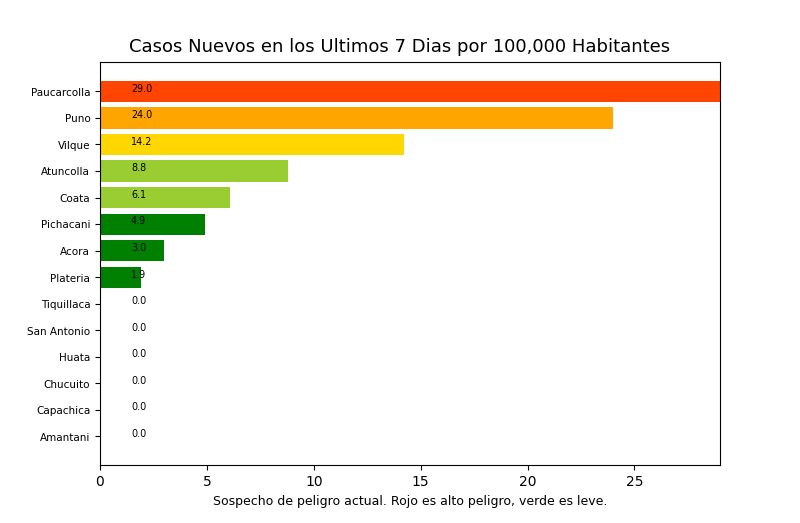 Casos Nuevos en los Ultimos 7 Dias por 100,000 Habitantes
Paucarcolla 29.0
Puno 24.0
Vilque 14.2
Atuncolla 8.8
Coata 6.1
Pichacani 4.9
Acora 3.0
Plateria 1.9
Tiquillaca 0.0
San Antonio 0.0
Huata 0.0
Chucuito 0.0
Capachica 0.0
Amantani 0.0
0 5 10 15 20 25
Sospecho de peligro actual. Rojo es alto peligro, verde es leve.